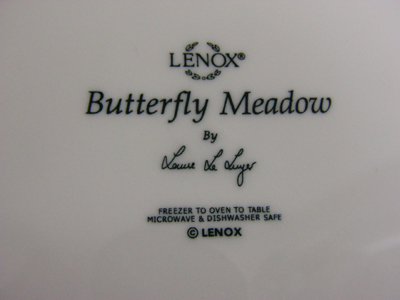 LENOX®
Butterfly Meadow
By
Louise Le Luyer
FREEZER TO OVEN TO TABLE
MICROWAVE & DISHWASHER SAFE
© LENOX